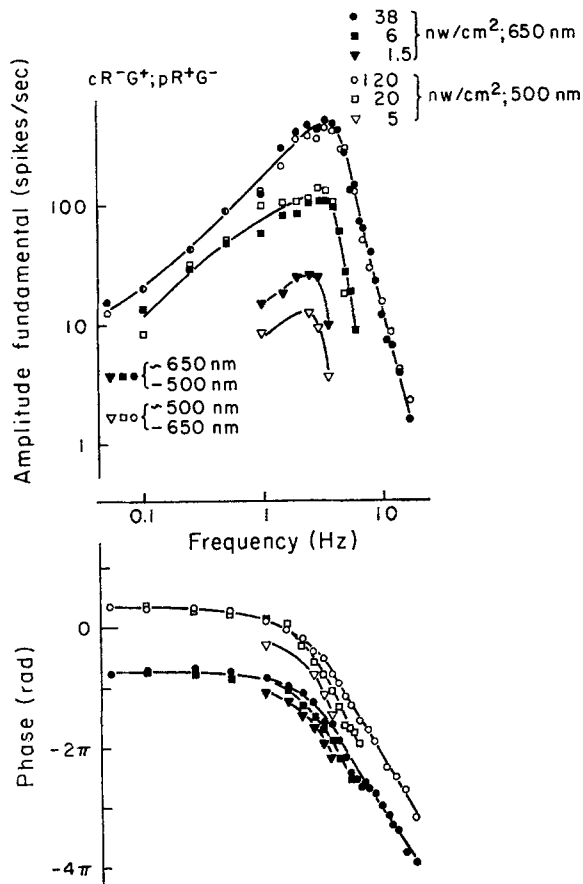 38
6
1.5
nw/cm²; 650 nm
cR⁻G⁺; pR⁺G⁻
120
20
5
nw/cm²; 500 nm
Amplitude fundamental (spikes/sec)
100
10
1
~ 650 nm
– 500 nm
~ 500 nm
– 650 nm
0.1
1
10
Frequency (Hz)
Phase (rad)
0
-2π
-4π